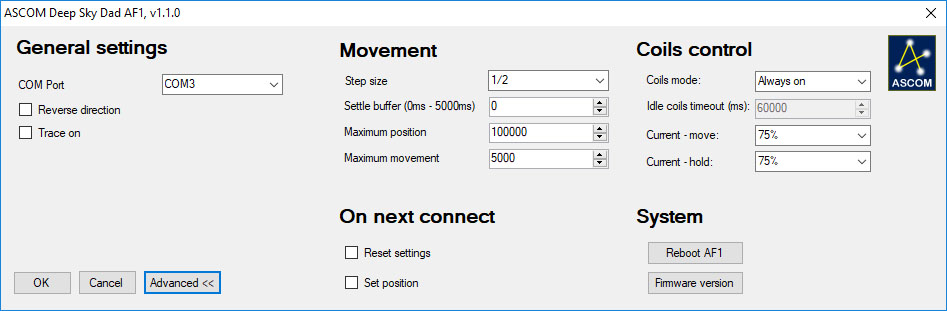 ASCOM Deep Sky Dad AF1, v1.1.0
General settings
COM Port COM3
Reverse direction
Trace on
Movement
Step size 1/2
Settle buffer (0ms - 5000ms) 0
Maximum position 100000
Maximum movement 5000
Coils control
Coils mode: Always on
Idle coils timeout (ms): 60000
Current - move: 75%
Current - hold: 75%
ASCOM
On next connect
Reset settings
Set position
System
Reboot AF1
Firmware version
OK Cancel Advanced <<